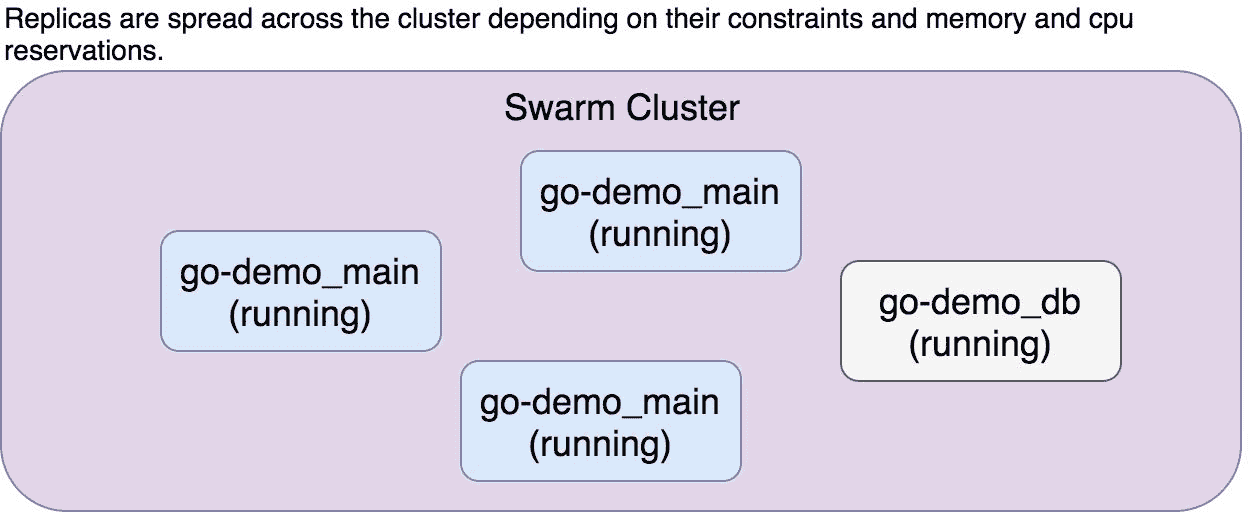 Replicas are spread across the cluster depending on their constraints and memory and cpu
reservations.
Swarm Cluster
go-demo_main
(running)
go-demo_main
(running)
go-demo_db
(running)
go-demo_main
(running)